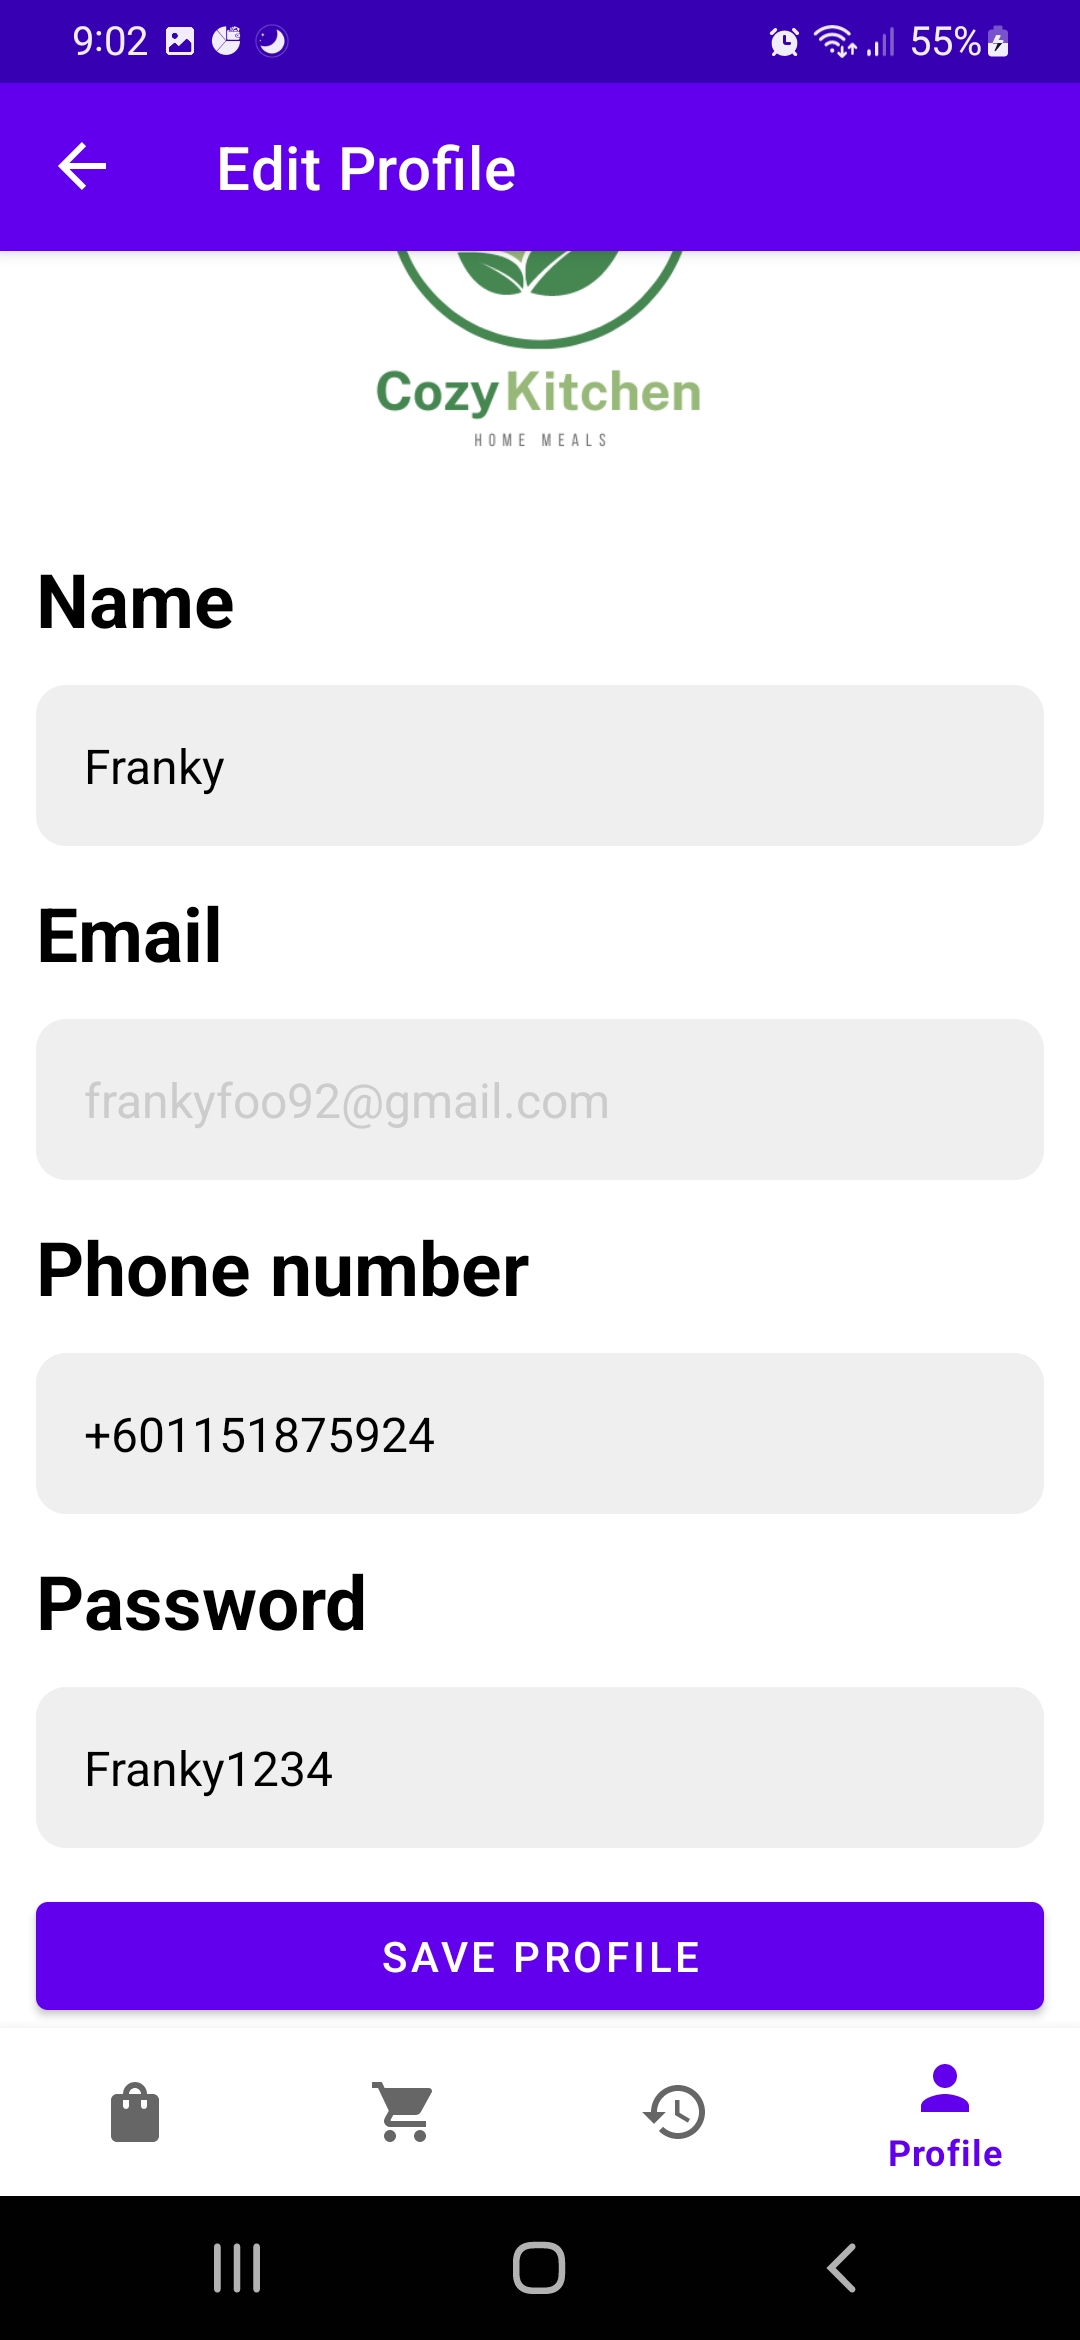 9:02
55%
Edit Profile
CozyKitchen
HOME MEALS
Name
Franky
Email
frankyfoo92@gmail.com
Phone number
+601151875924
Password
Franky1234
SAVE PROFILE
Profile